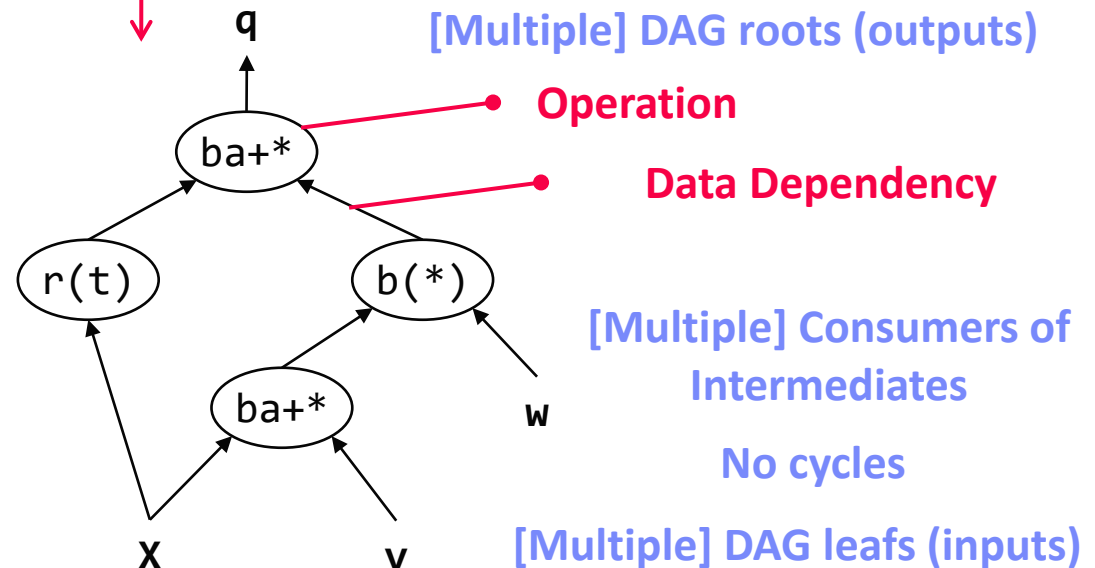 q
[Multiple] DAG roots (outputs)
Operation
ba+*
Data Dependency
r(t)
b(*)
[Multiple] Consumers of
Intermediates
ba+*
w
No cycles
X
v
[Multiple] DAG leafs (inputs)